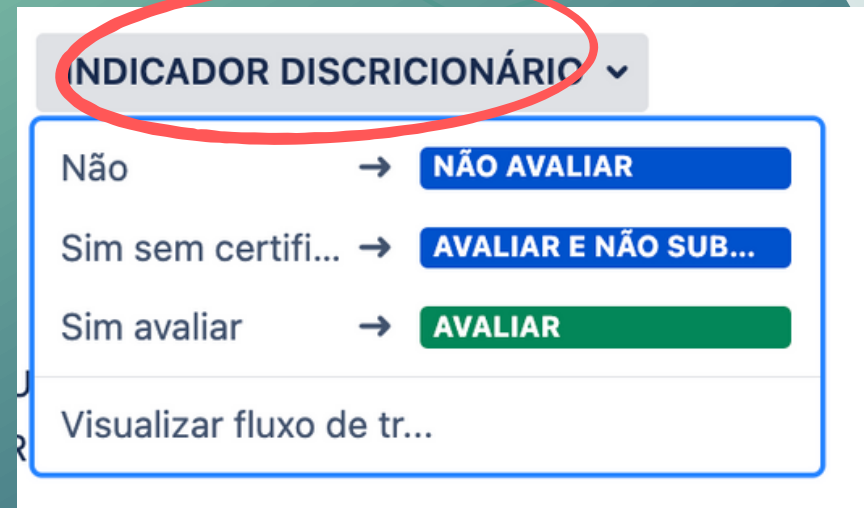 INDICADOR DISCRICIONÁRIO
Não → NÃO AVALIAR
Sim sem certifi... → AVALIAR E NÃO SUB...
Sim avaliar → AVALIAR
U
Visualizar fluxo de tr...
R